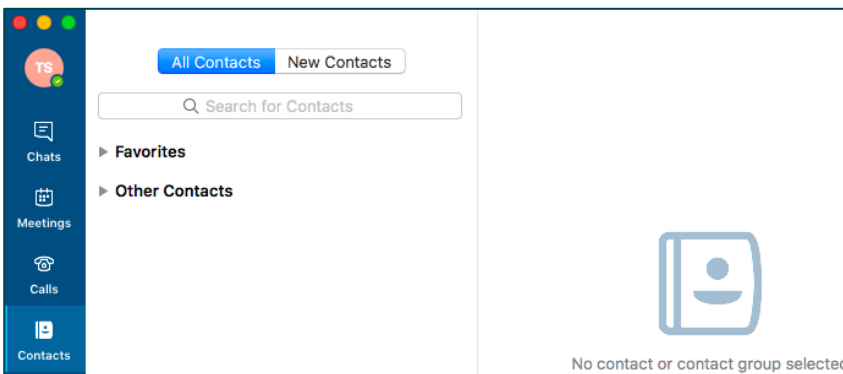 TS
All Contacts New Contacts
Search for Contacts
Chats
Favorites
Other Contacts
Meetings
Calls
Contacts
No contact or contact group selected